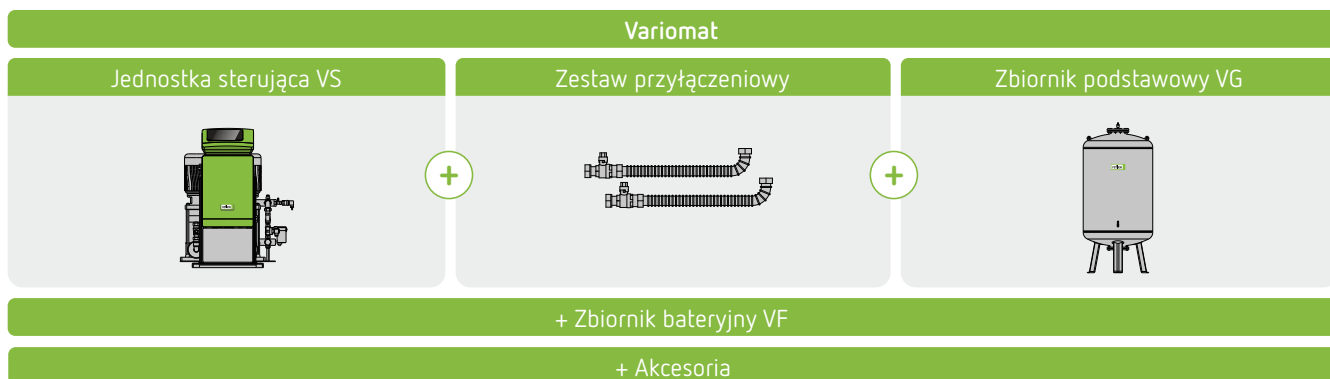 Variomat
Jednostka sterująca VS
Zestaw przyłączeniowy
Zbiornik podstawowy VG
+
+
+ Zbiornik bateryjny VF
+ Akcesoria